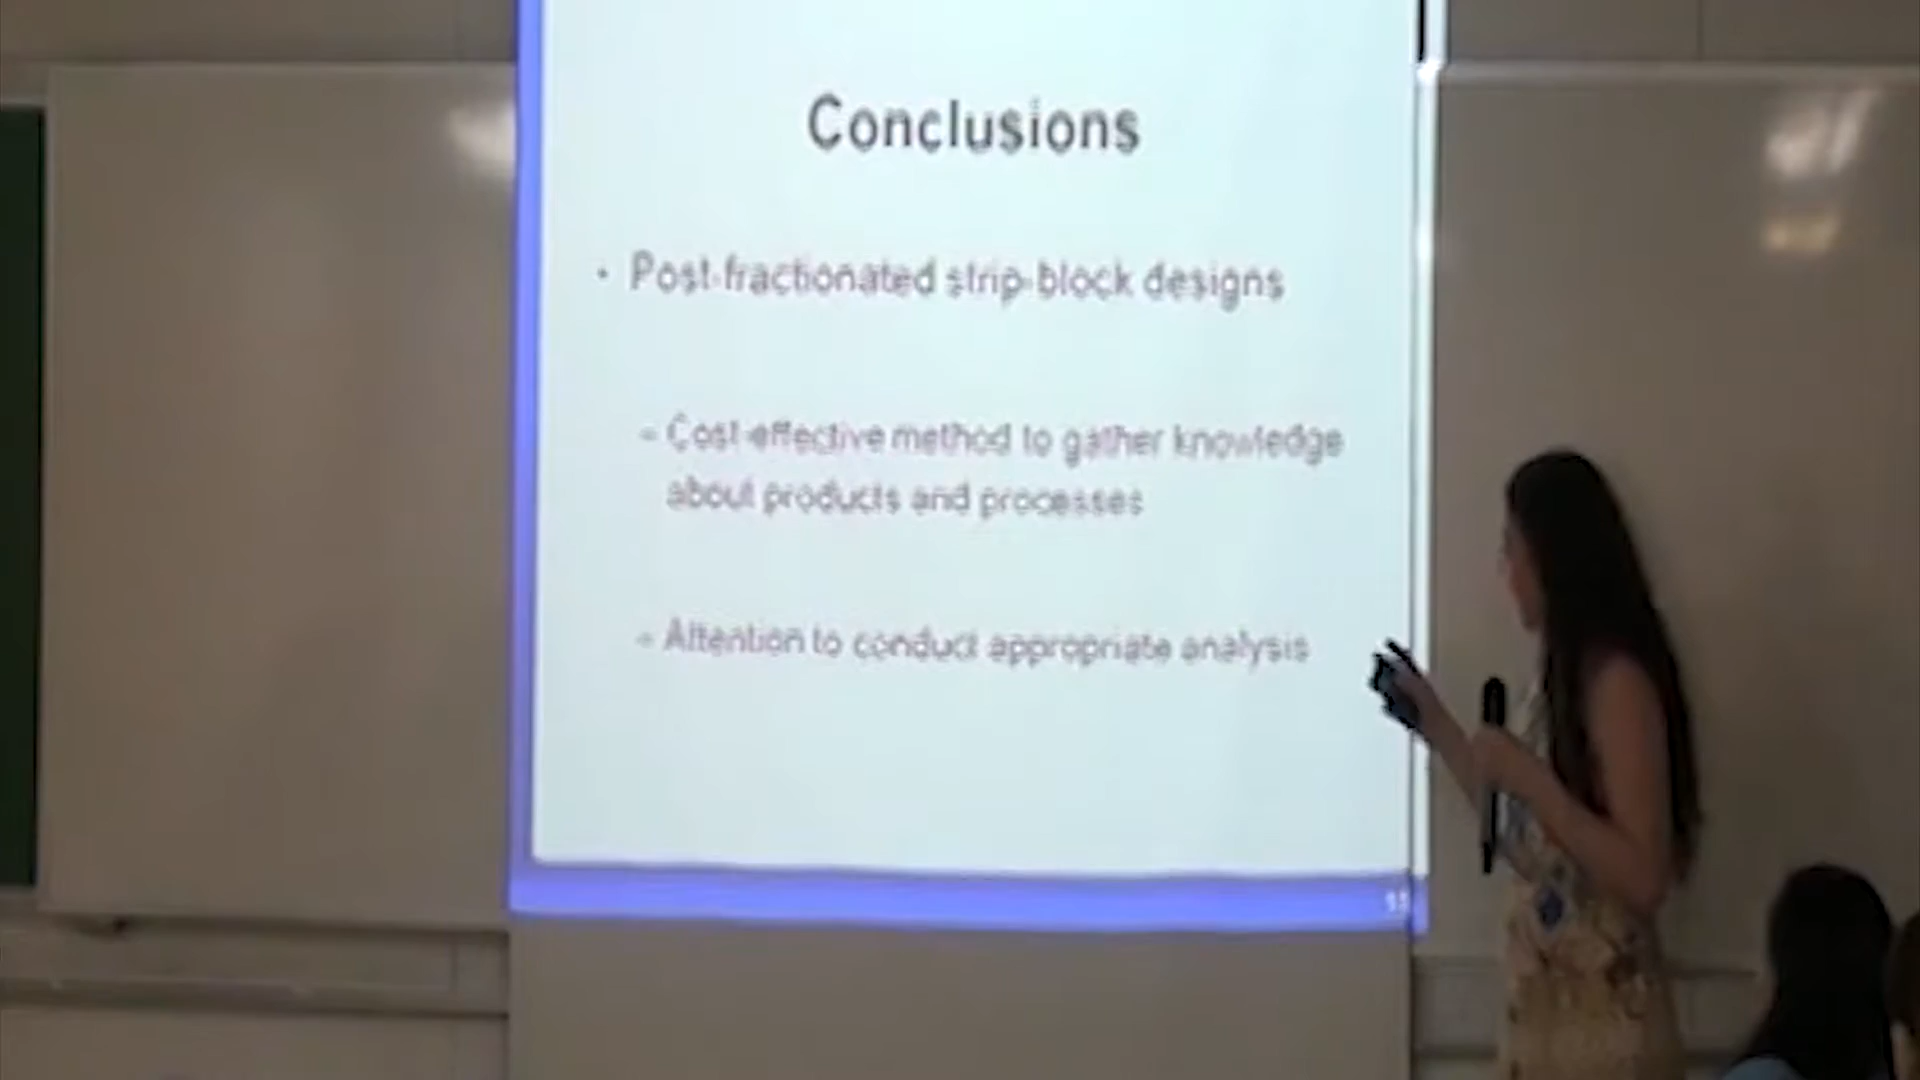 Conclusions
• Post-fractionated strip-block designs
- Cost-effective method to gather knowledge
about products and processes
- Attention to conduct appropriate analysis